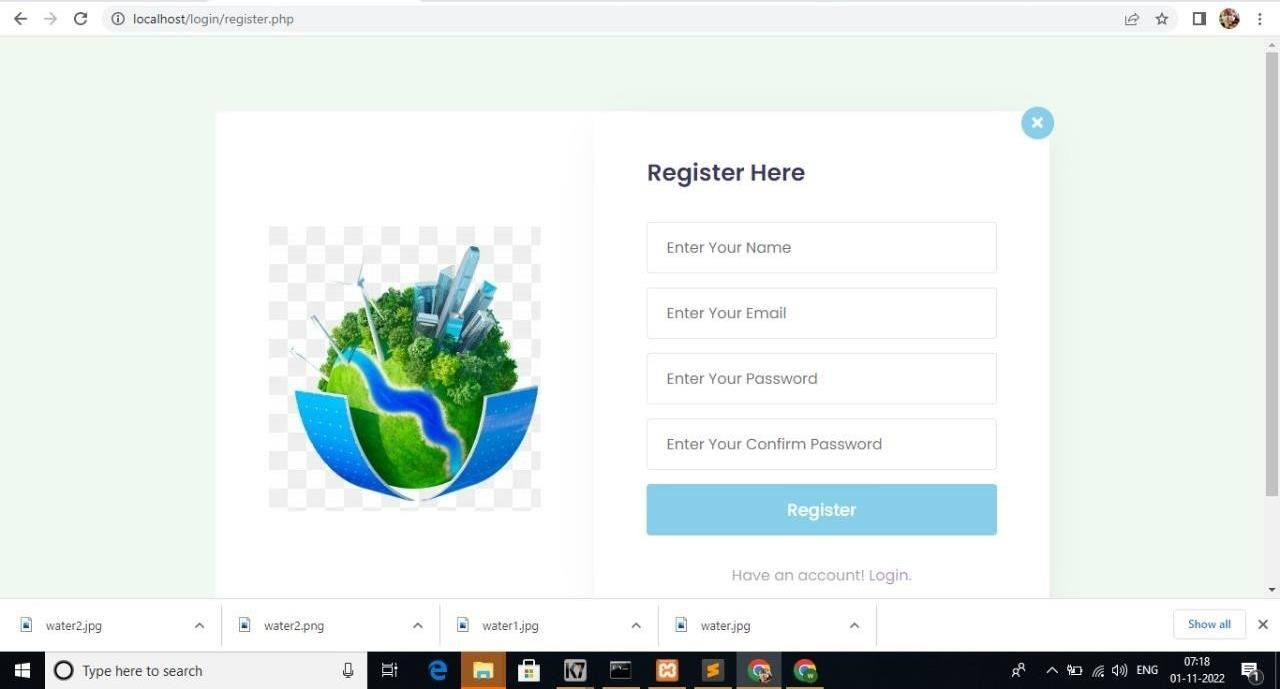 localhost/login/register.php
Register Here
Enter Your Name
Enter Your Email
Enter Your Password
Enter Your Confirm Password
Register
Have an account! Login.
water2.jpg
water2.png
water1.jpg
water.jpg
Show all
Type here to search
ENG
07:18
01-11-2022
1